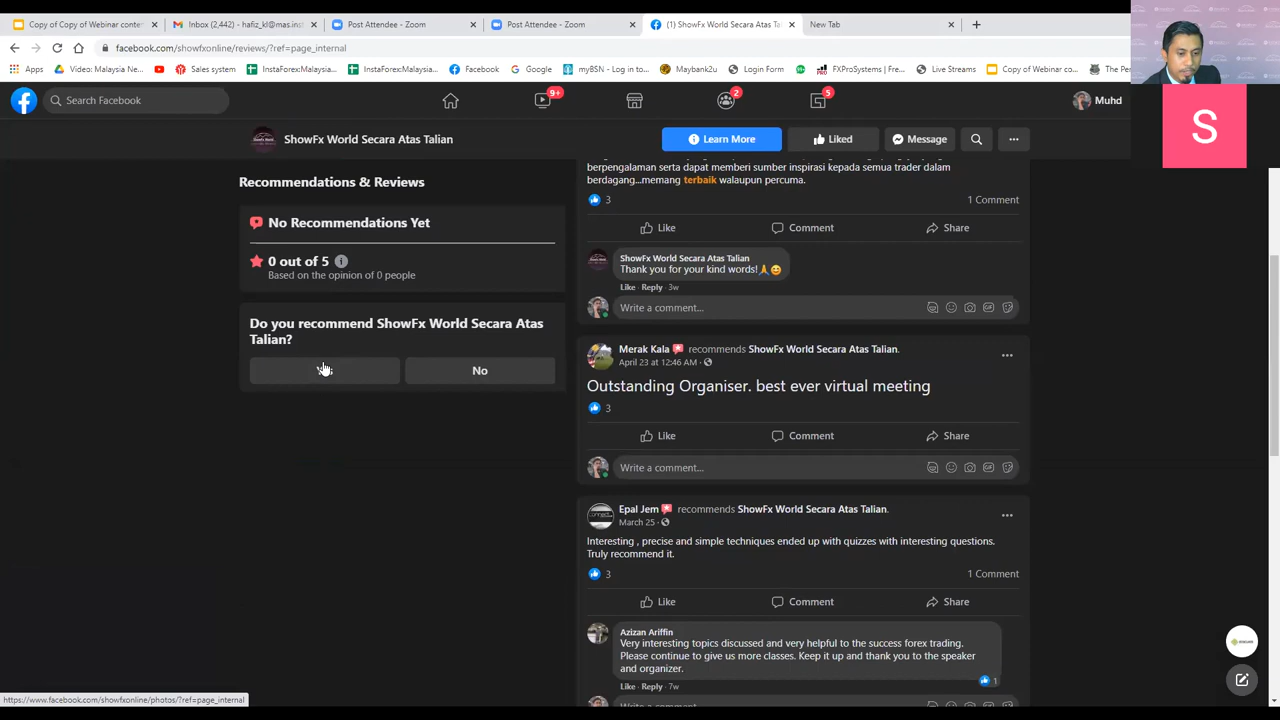 Copy of Copy of Webinar conten
Inbox (2,442) - hafiz_kl@mas.inst
Post Attendee - Zoom
Post Attendee - Zoom
(1) ShowFx World Secara Atas Ta
New Tab
facebook.com/showfxonline/reviews/?ref=page_internal
Apps
Video: Malaysia Ne...
Sales system
InstaForex:Malaysia...
InstaForex:Malaysia...
Facebook
Google
myBSN - Log in to...
Maybank2u
Login Form
FXProSystems | Fre...
Live Streams
Copy of Webinar co...
The Pe
Search Facebook
9+
2
5
Muhd
ShowFx World Secara Atas Talian
Learn More
Liked
Message
S
Recommendations & Reviews
No Recommendations Yet
0 out of 5
Based on the opinion of 0 people
Do you recommend ShowFx World Secara Atas
Talian?
No
berpengalaman serta dapat memberi sumber inspirasi kepada semua trader dalam
berdagang...memang terbaik walaupun percuma.
3
1 Comment
Like
Comment
Share
ShowFx World Secara Atas Talian
Thank you for your kind words!🙏😊
Like · Reply · 3w
Write a comment...
Merak Kala recommends ShowFx World Secara Atas Talian.
April 23 at 12:46 AM ·
Outstanding Organiser. best ever virtual meeting
3
Like
Comment
Share
Write a comment...
Epal Jem recommends ShowFx World Secara Atas Talian.
March 25 ·
Interesting , precise and simple techniques ended up with quizzes with interesting questions.
Truly recommend it.
3
1 Comment
Like
Comment
Share
Azizan Ariffin
Very interesting topics discussed and very helpful to the success forex trading.
Please continue to give us more classes. Keep it up and thank you to the speaker
and organizer.
1
Like · Reply · 7w
https://www.facebook.com/showfxonline/photos/?ref=page_internal